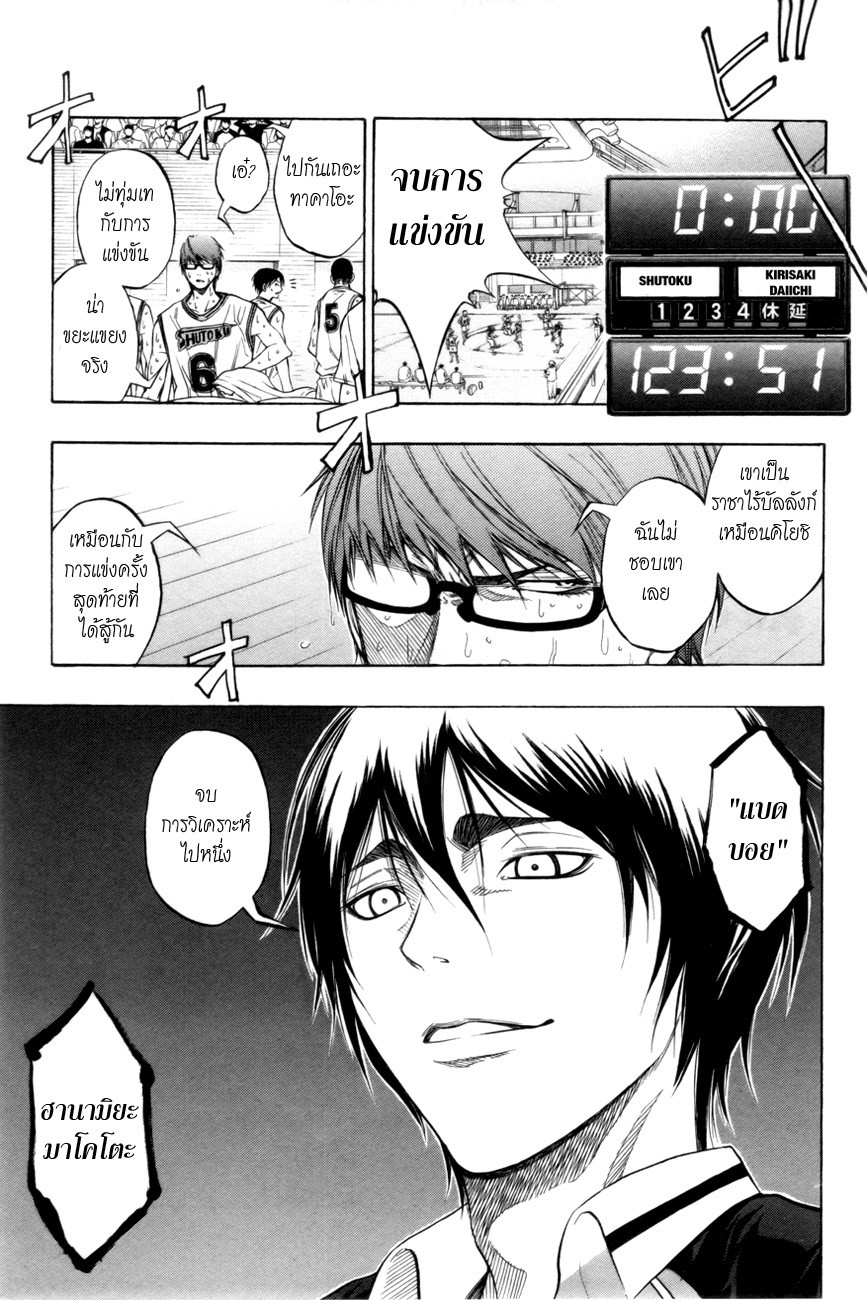 ビーッ
0:00
SHUTOKU
KIRISAKI
DAIICHI
1 2 3 4 休 延
123:51
จบการ
แข่งขัน
オ
オ
ไปกันเถอะ
ทาคาโอะ
เอ๋?
ไม่ทุ่มเท
กับการ
แข่งขัน
น่า
ขยะแขยง
จริง
SHUTOKU
6
5
オ
เขาเป็น
ราชาไร้บัลลังก์
เหมือนคิโยชิ
ฉันไม่
ชอบเขา
เลย
เหมือนกับ
การแข่งครั้ง
สุดท้ายที่
ได้สู้กัน
オ
"แบด
บอย"
จบ
การวิเคราะห์
ไปหนึ่ง
ฮานามิยะ
มาโคโตะ